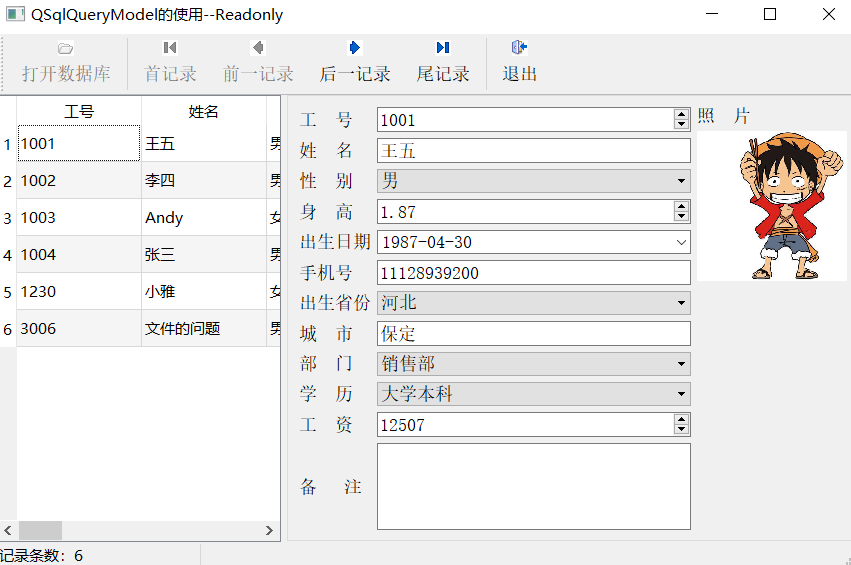 QSqlQueryModel的使用--Readonly
打开数据库 首记录 前一记录 后一记录 尾记录 退出
工号 姓名
1 1001 王五 男
2 1002 李四 男
3 1003 Andy 女
4 1004 张三 男
5 1230 小雅 女
6 3006 文件的问题 男
工 号 1001
姓 名 王五
性 别 男
身 高 1.87
出生日期 1987-04-30
手机号 11128939200
出生省份 河北
城 市 保定
部 门 销售部
学 历 大学本科
工 资 12507
备 注
照 片
记录条数：6